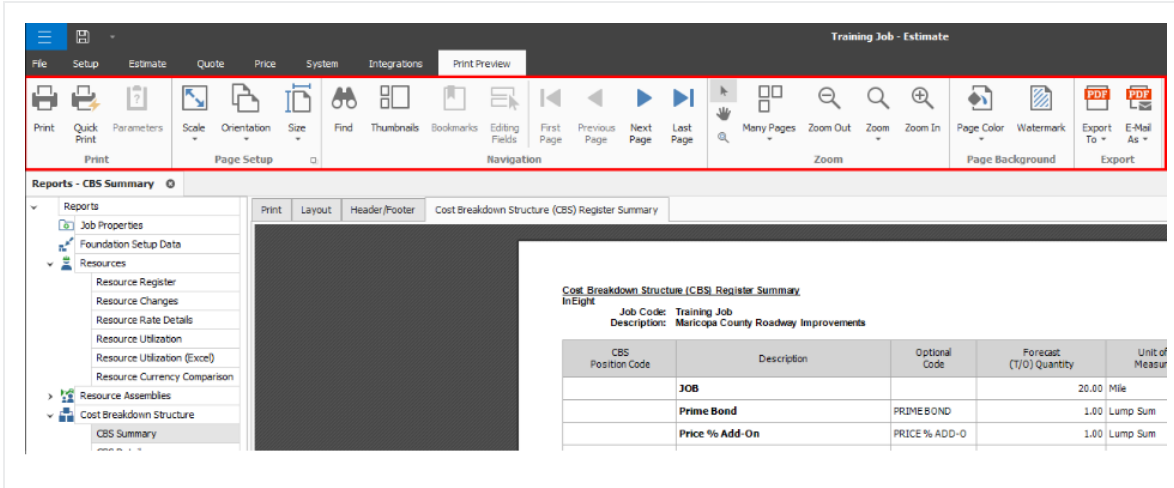 Training Job - Estimate
File Setup Estimate Quote Price System Integrations Print Preview
Print Quick Print Parameters Scale Orientation Size Find Thumbnails Bookmarks Editing Fields First Page Previous Page Next Page Last Page Many Pages Zoom Out Zoom Zoom In Page Color Watermark PDF Export To PDF E-Mail As
Print Page Setup Navigation Zoom Page Background Export
Reports - CBS Summary
Reports
Print Layout Header/Footer Cost Breakdown Structure (CBS) Register Summary
Job Properties
Foundation Setup Data
Resources
Resource Register
Resource Changes
Resource Rate Details
Resource Utilization
Resource Utilization (Excel)
Resource Currency Comparison
Resource Assemblies
Cost Breakdown Structure
CBS Summary
Cost Breakdown Structure (CBS) Register Summary
InEight
Job Code: Training Job
Description: Maricopa County Roadway Improvements
CBS Position Code Description Optional Code Forecast (T/O) Quantity Unit of Measur
JOB 20.00 Mile
Prime Bond PRIMEBOND 1.00 Lump Sum
Price % Add-On PRICE % ADD-O 1.00 Lump Sum